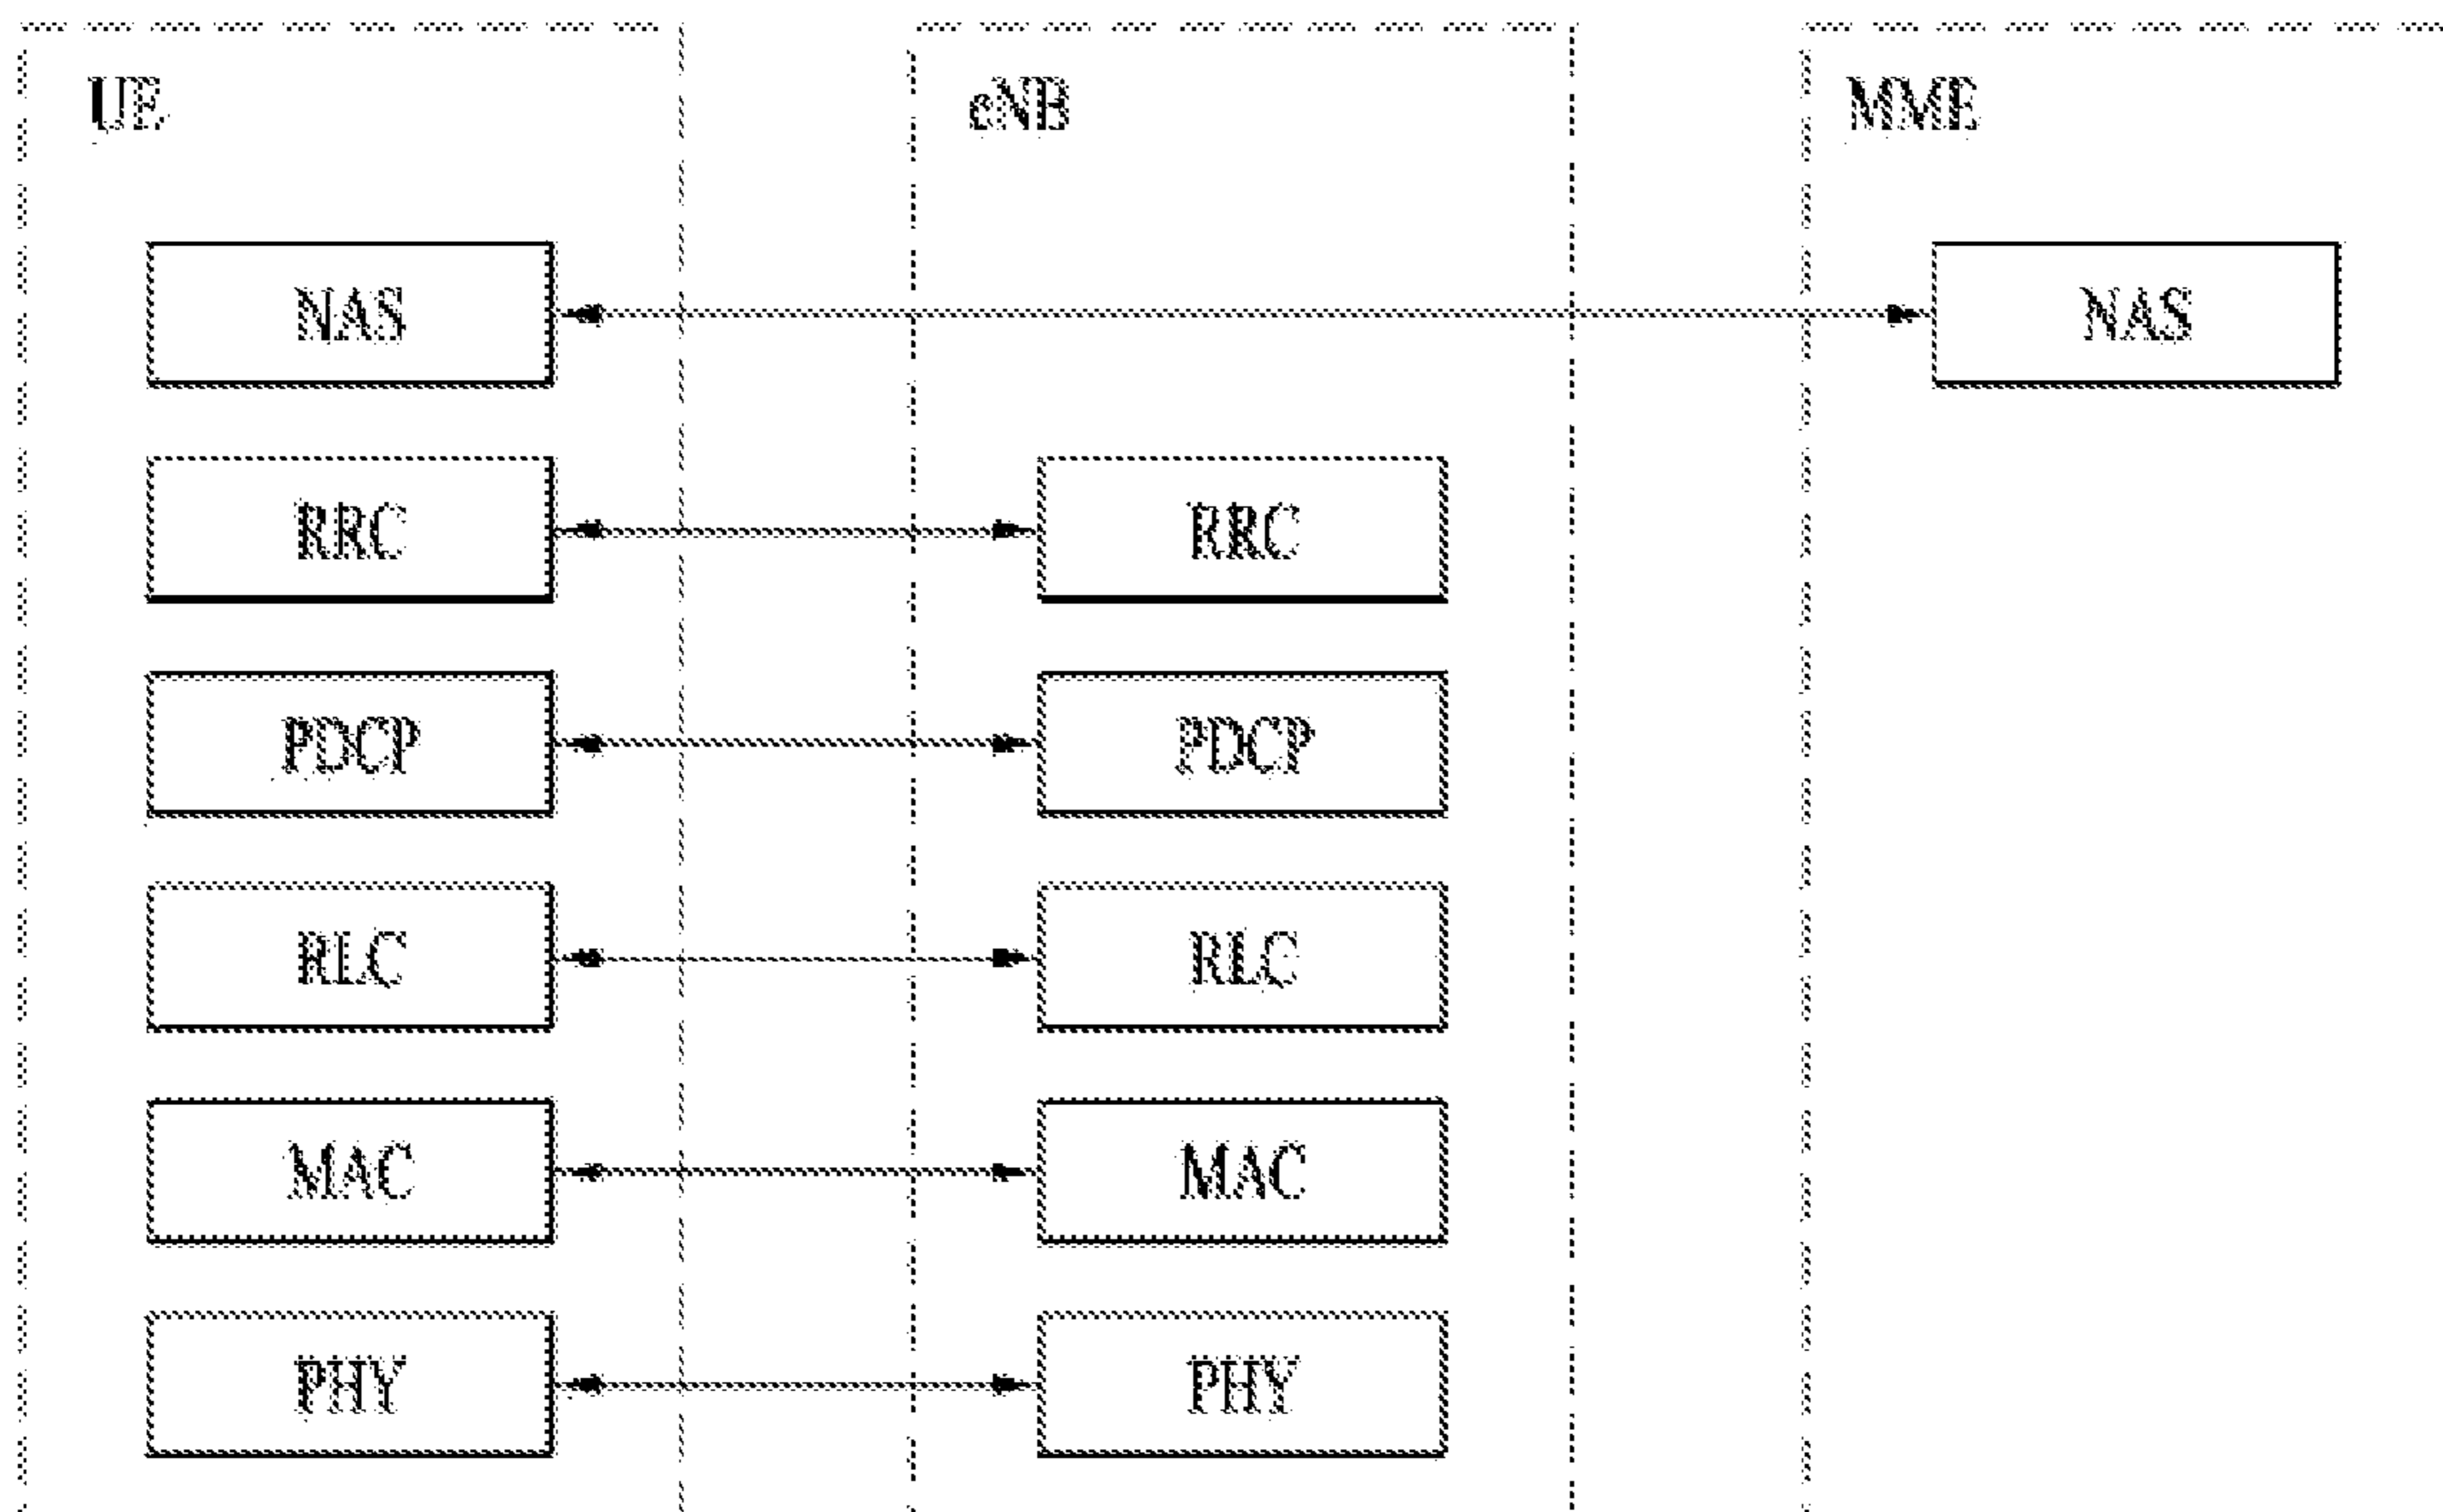 UE eNB MME
NAS NAS
RRC RRC
PDCP PDCP
RLC RLC
MAC MAC
PHY PHY